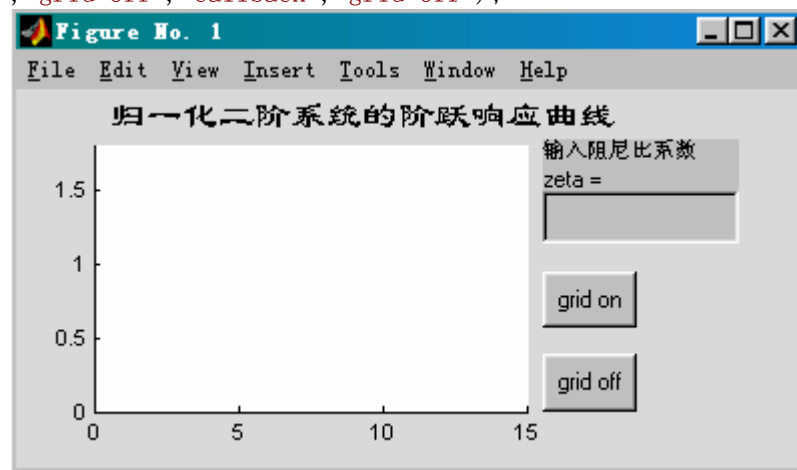 , 'grid off', 'callback', 'grid off');
Figure No. 1
File Edit View Insert Tools Window Help
归一化二阶系统的阶跃响应曲线
输入阻尼比系数
zeta =
1.5
1
0.5
0
0 5 10 15
grid on
grid off